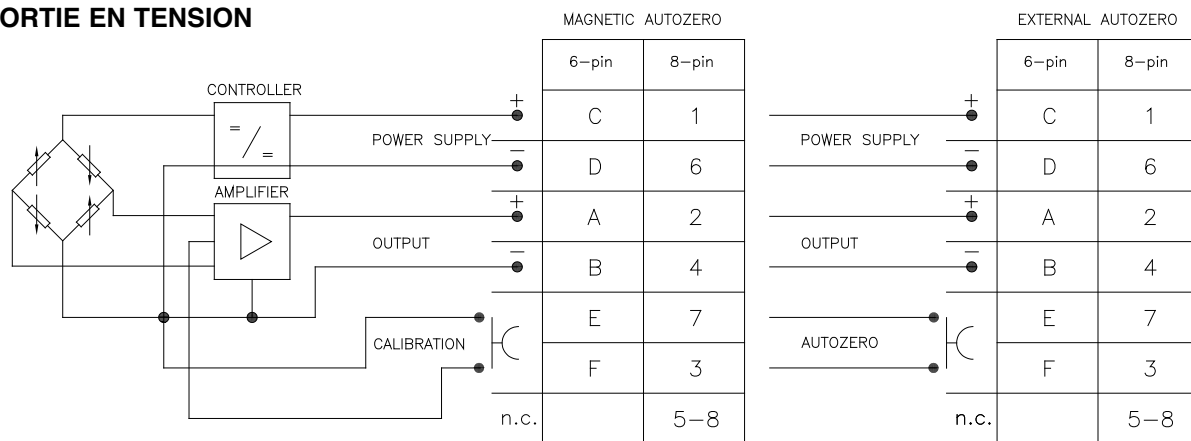 ORTIE EN TENSION
MAGNETIC AUTOZERO
EXTERNAL AUTOZERO
6-pin 8-pin
6-pin 8-pin
CONTROLLER
= / =
POWER SUPPLY
+
−
C 1
D 6
POWER SUPPLY
+
−
C 1
D 6
AMPLIFIER
OUTPUT
+
−
A 2
B 4
OUTPUT
+
−
A 2
B 4
CALIBRATION
E 7
F 3
AUTOZERO
E 7
F 3
n.c. 5-8
n.c. 5-8